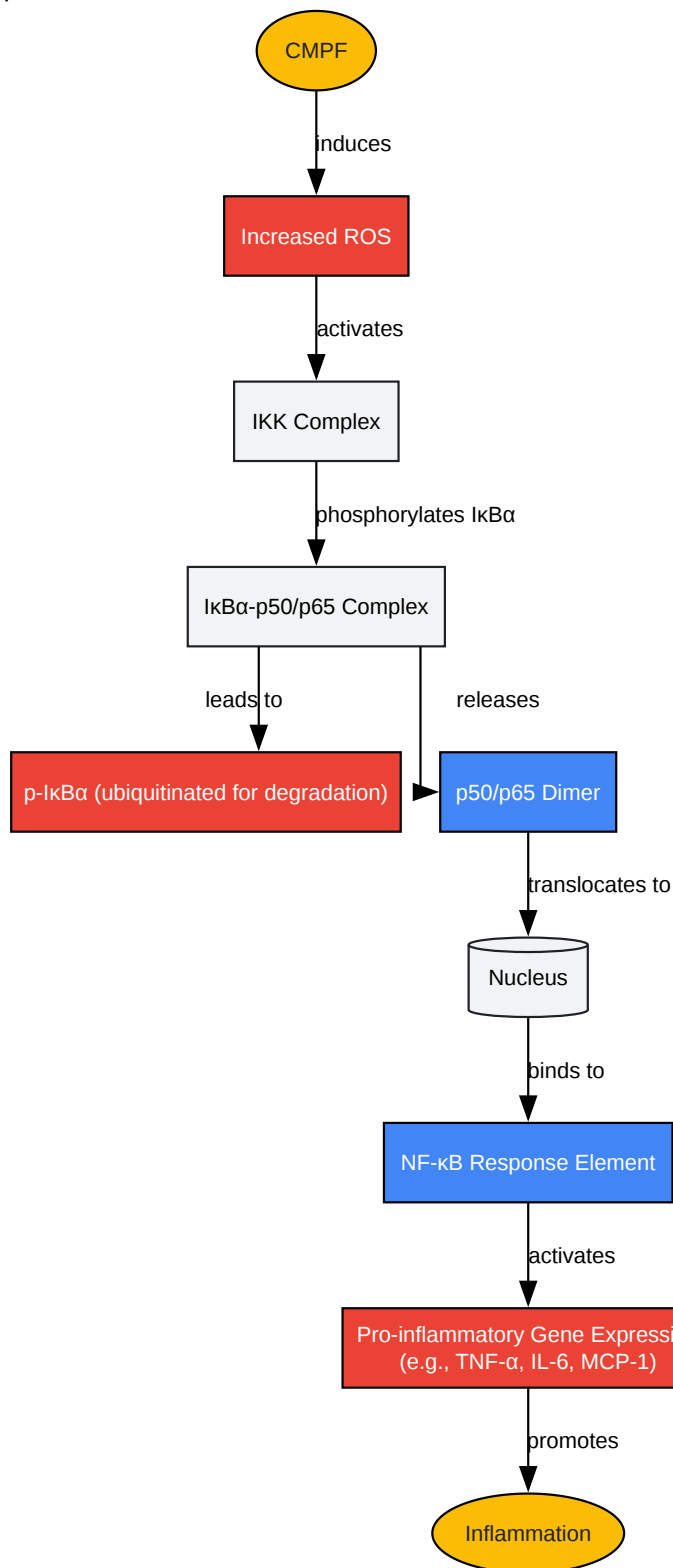 CMPF
induces
Increased ROS
activates
IKK Complex
phosphorylates IκBα
IκBα-p50/p65 Complex
leads to
releases
p-IκBα (ubiquitinated for degradation)
p50/p65 Dimer
translocates to
Nucleus
binds to
NF-κB Response Element
activates
Pro-inflammatory Gene
(e.g., TNF-α, IL-6, MCP-1)
promotes
Inflammation